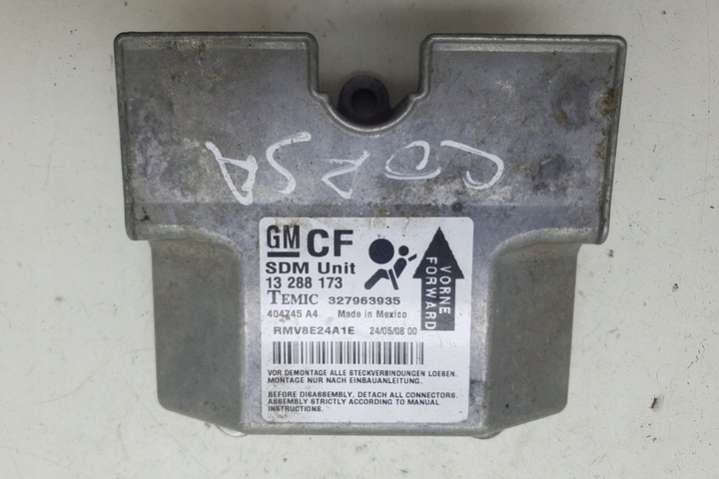 CORSA
GM CF
SDM Unit
13 288 173
TEMIC 327963935
404745 A4 Made in Mexico
RMV8E24A1E 24/05/08 00
VORNE
FORWARD
VOR DEMONTAGE ALLE STECKVERBINDUNGEN LOESEN.
MONTAGE NUR NACH EINBAUANLEITUNG.
BEFORE DISASSEMBLY, DETACH ALL CONNECTORS.
ASSEMBLY STRICTLY ACCORDING TO MANUAL
INSTRUCTIONS.